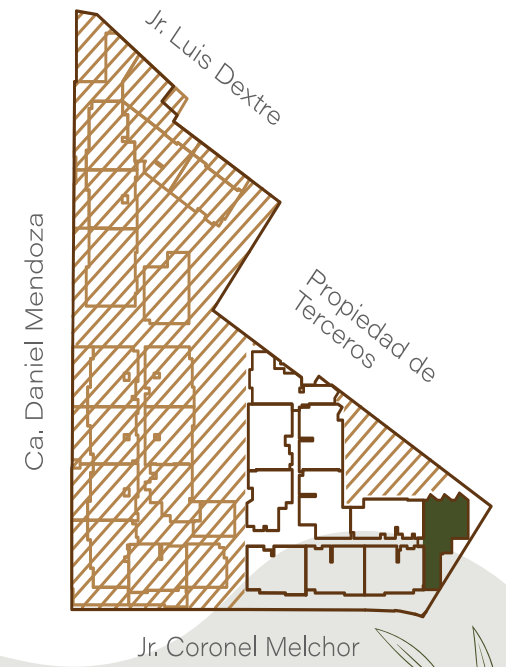 Jr. Luis Dextre
Ca. Daniel Mendoza
Propiedad de
Terceros
Jr. Coronel Melchor